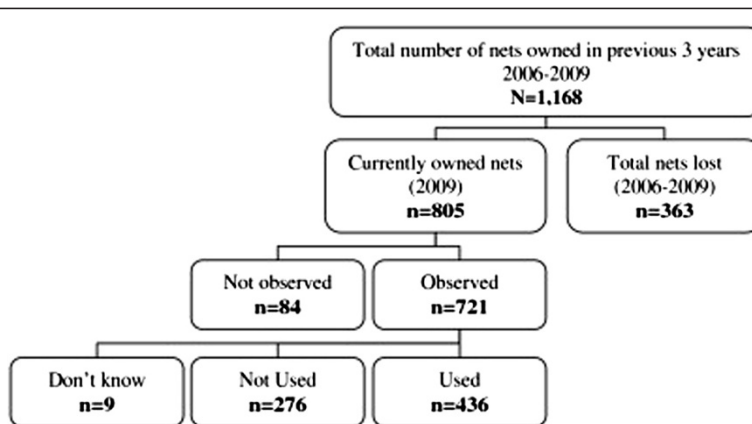 Total number of nets owned in previous 3 years
2006-2009
N=1,168
Currently owned nets
(2009)
n=805
Total nets lost
(2006-2009)
n=363
Not observed
n=84
Observed
n=721
Don't know
n=9
Not Used
n=276
Used
n=436